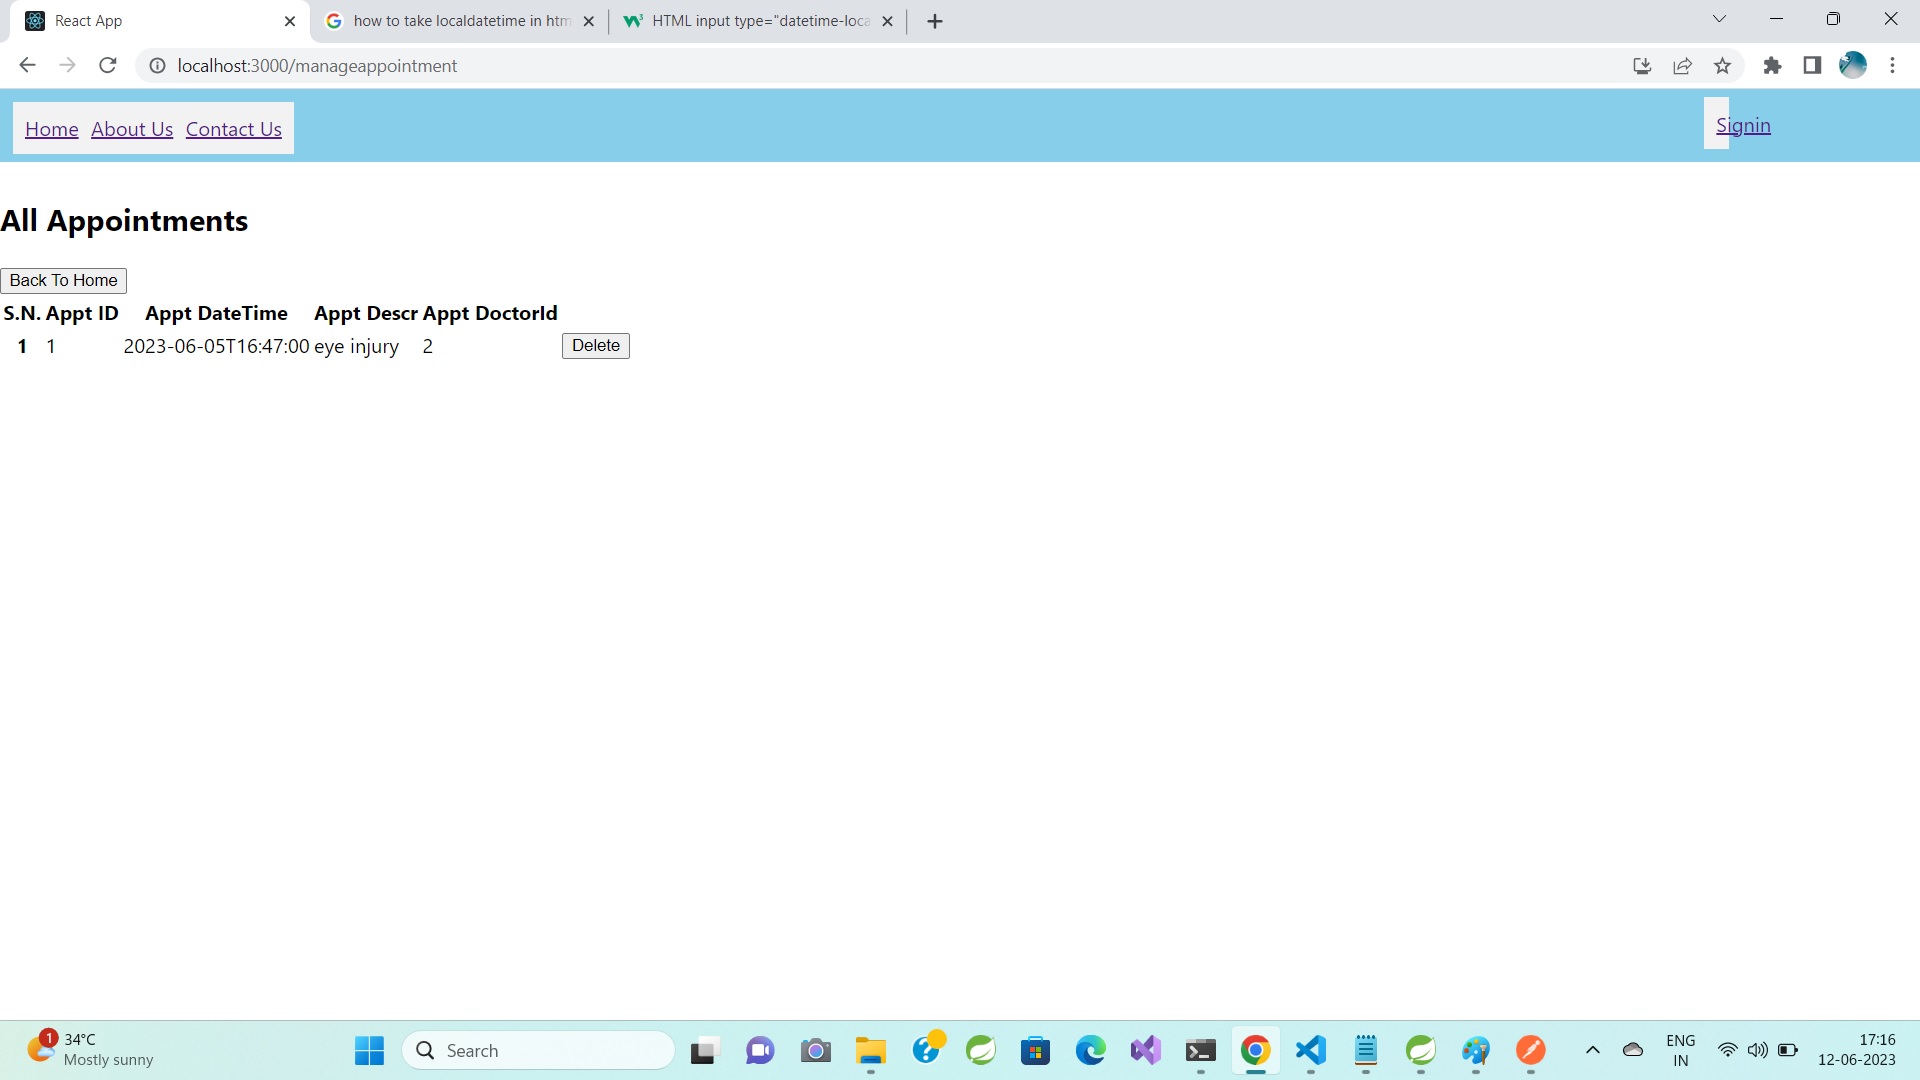 React App
how to take localdatetime in htm
HTML input type="datetime-loca
localhost:3000/manageappointment
Home About Us Contact Us
Signin
All Appointments
Back To Home
S.N. Appt ID Appt DateTime Appt Descr Appt DoctorId
1 1 2023-06-05T16:47:00 eye injury 2 Delete
1
34°C
Mostly sunny
Search
ENG
IN
17:16
12-06-2023